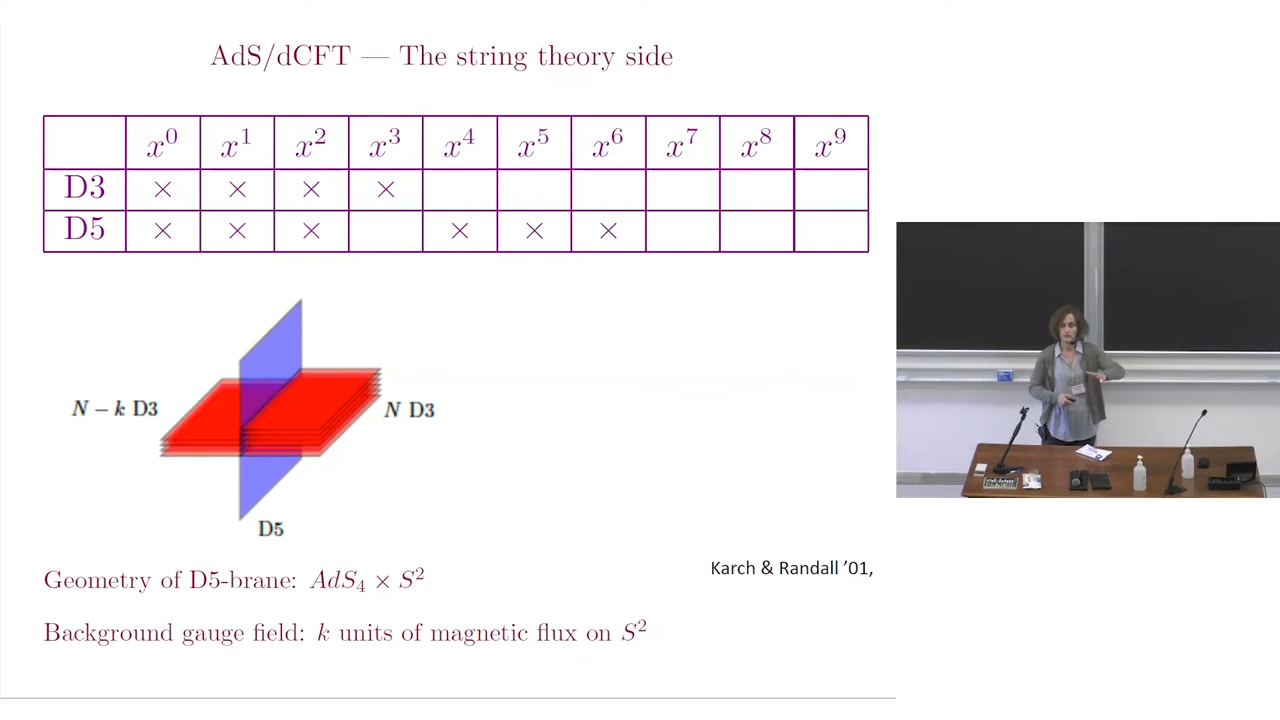 AdS/dCFT — The string theory side
x^0 x^1 x^2 x^3 x^4 x^5 x^6 x^7 x^8 x^9
D3 × × × ×
D5 × × × × × ×
N − k D3
N D3
D5
Geometry of D5-brane: AdS_4 × S^2
Karch & Randall '01,
Background gauge field: k units of magnetic flux on S^2